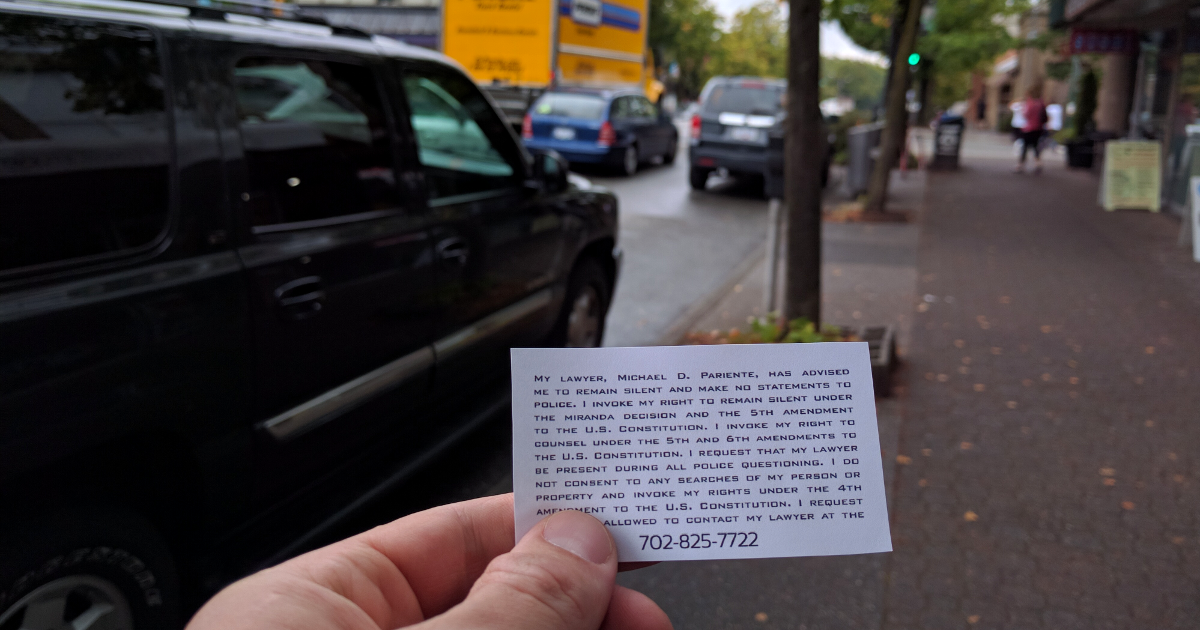 My lawyer, Michael D. Pariente, has advised
me to remain silent and make no statements to
police. I invoke my right to remain silent under
the miranda decision and the 5th amendment
to the U.S. Constitution. I invoke my right to
counsel under the 5th and 6th amendments to
the U.S. Constitution. I request that my lawyer
be present during all police questioning. I do
not consent to any searches of my person or
property and invoke my rights under the 4th
amendment to the U.S. Constitution. I request
allowed to contact my lawyer at the
702-825-7722